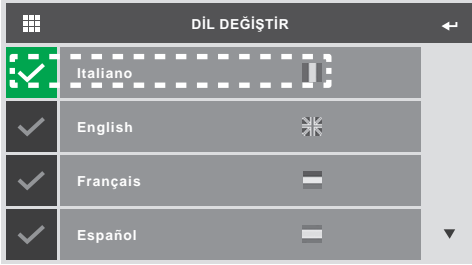 DİL DEĞİŞTİR
Italiano
English
Français
Español